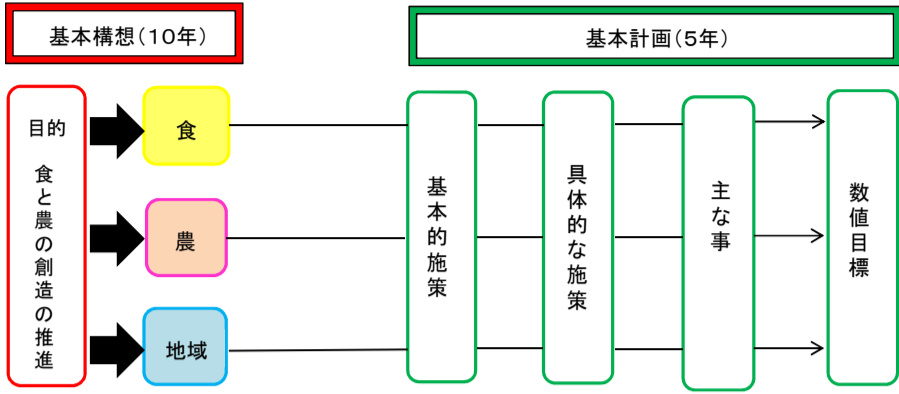 基本構想(10年)
基本計画(5年)
目的
食と農の創造の推進
食
農
地域
基本的施策
具体的な施策
主な事
数値目標